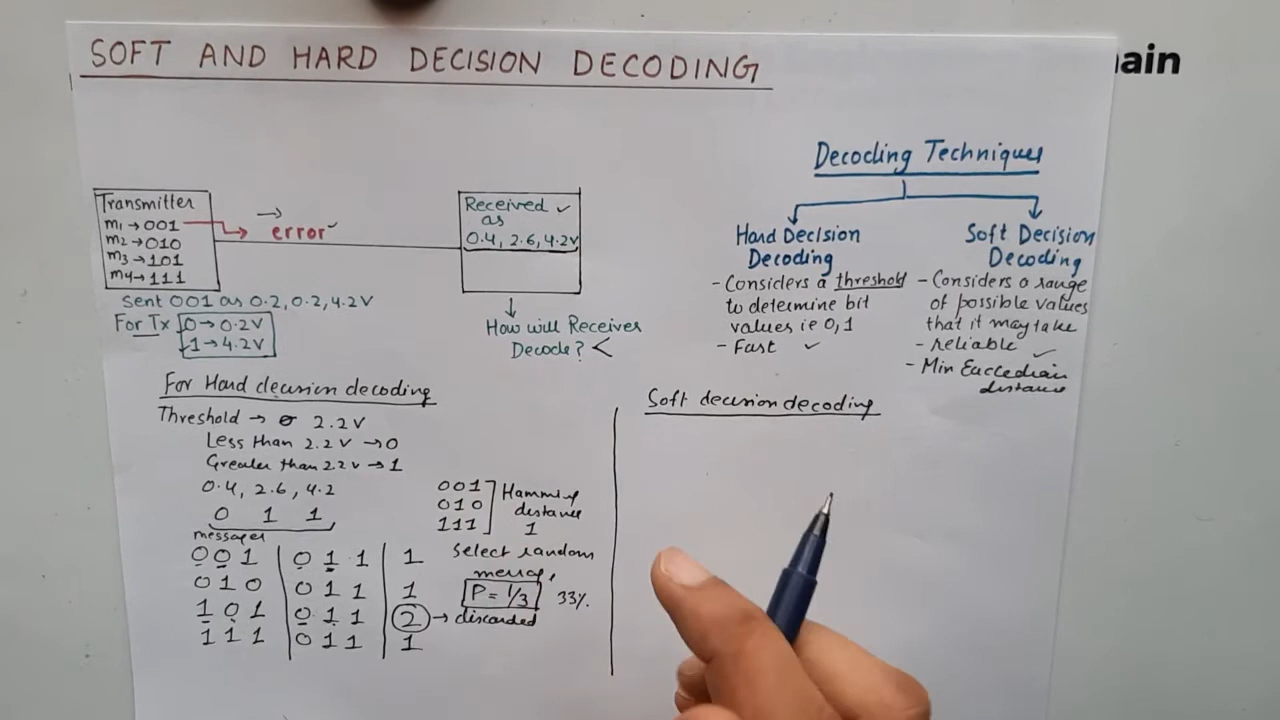 SOFT AND HARD DECISION DECODING
ain
Transmitter
m₁→001
m₂→010
m₃→101
m₄→111
→
error✓
Received ✓
as
0.4, 2.6, 4.2V
Sent 001 as 0.2, 0.2, 4.2V
For Tx
0→0.2V
1→4.2V
How will Receiver
Decode? <
Decoding Techniques
Hard Decision
Decoding
- Considers a threshold
to determine bit
values ie 0,1
- Fast ✓
Soft Decision
Decoding
- Considers a range
of possible values
that it may take
- reliable ✓
- Min Eucledian
distance
For Hard decision decoding
Threshold → 2.2V
Less than 2.2V →0
Greater than 2.2V →1
0.4, 2.6, 4.2
0 1 1
messages
001 | 011 | 1
010 | 011 | 1
101 | 011 | 2 → discarded
111 | 011 | 1
001
010
111
Hamming
distance
1
Select random
message
P = 1/3 33%.
Soft decision decoding